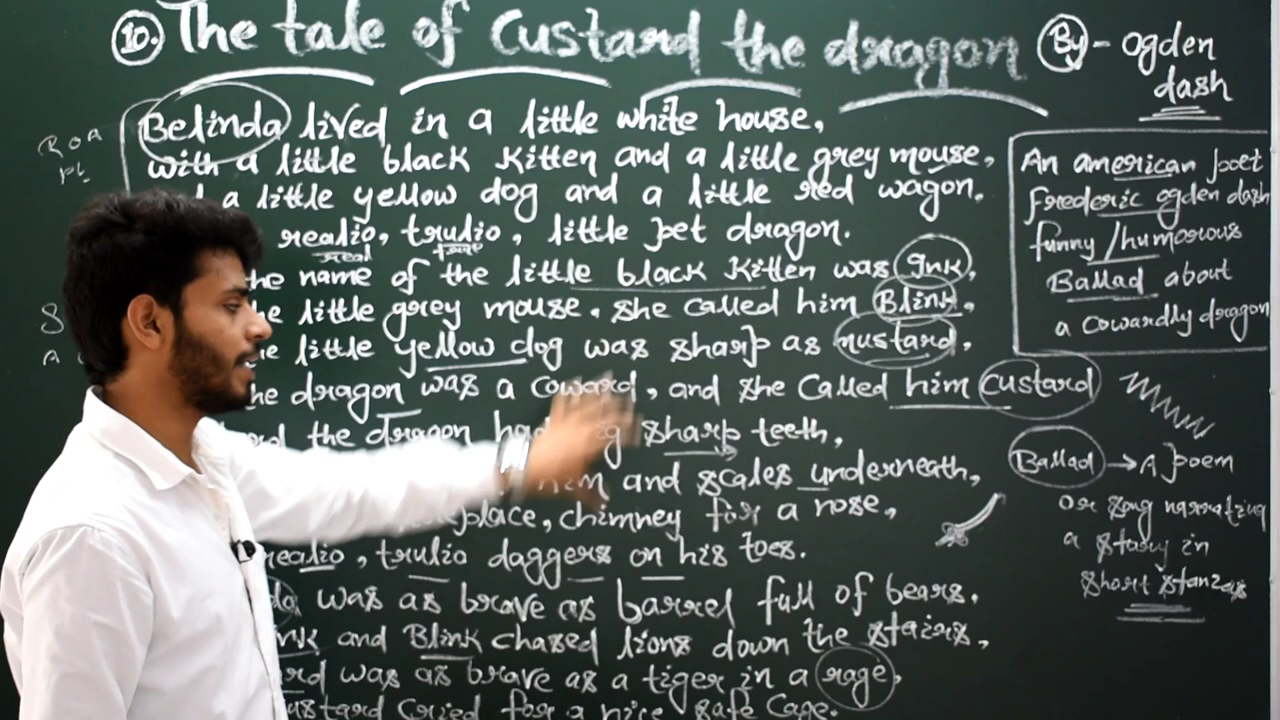 10. The tale of Custard the dragon
By - Ogden dash
Belinda lived in a little white house,
with a little black kitten and a little grey mouse,
a little yellow dog and a little red wagon,
realio, trulio, little pet dragon.
real true
he name of the little black kitten was Ink,
e little grey mouse, she called him Blink,
e little yellow dog was sharp as mustard,
he dragon was a coward, and she called him custard
the dragon had sharp teeth,
and scales underneath,
place, chimney for a nose,
realio, trulio daggers on his toes.
was as brave as barrel full of bears,
nk and Blink chased lions down the stairs,
rd was as brave as a tiger in a rage,
ustard cried for a nice safe cage.
An american poet
Frederic ogden dash
funny / humorous
Ballad about
a cowardly dragon
Ballad → A poem
or song narrating
a story in
short stanzas